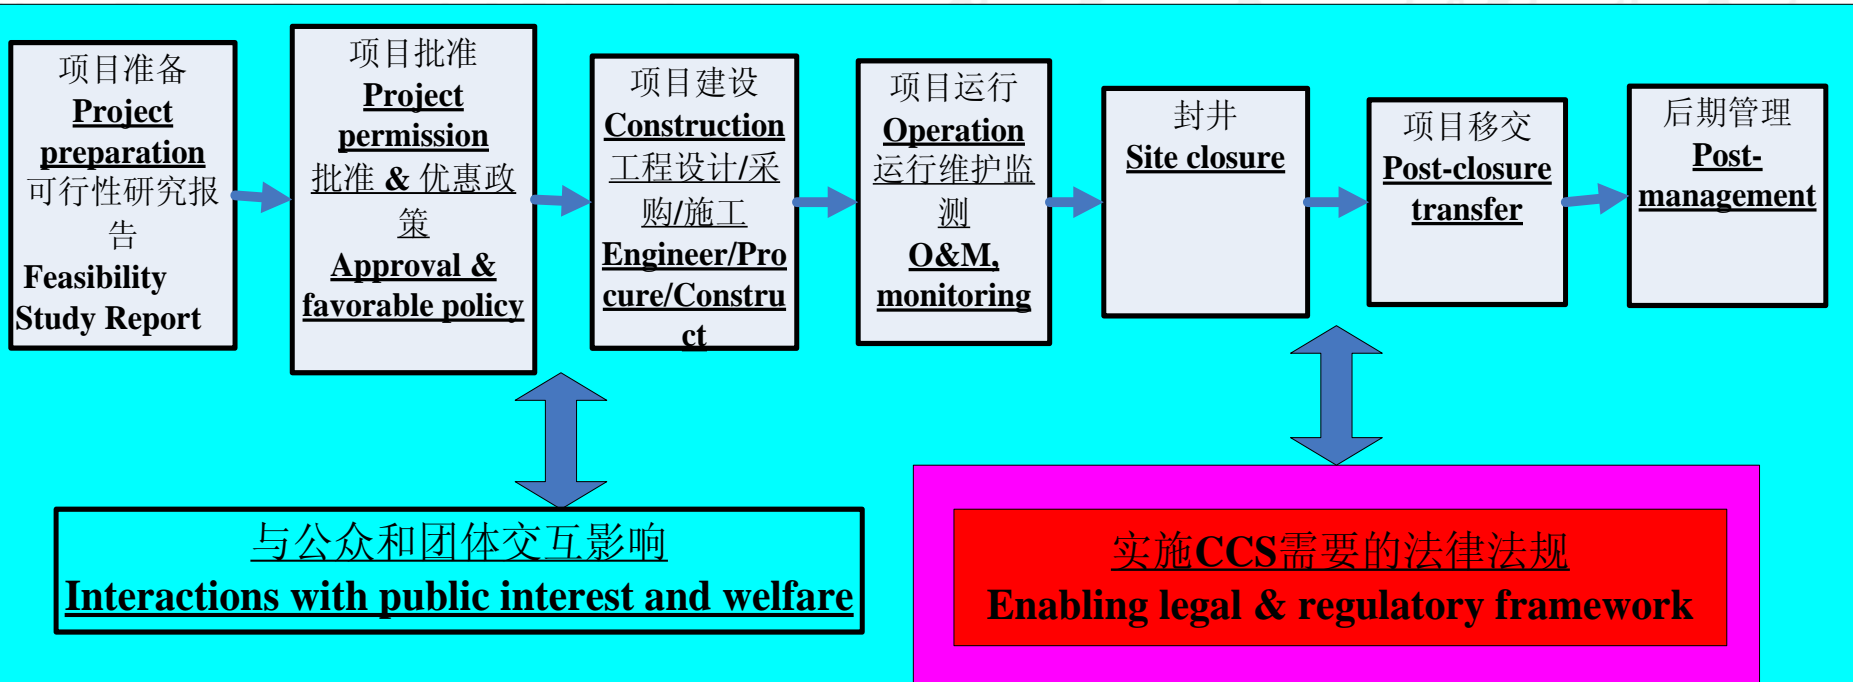 项目准备
Project
preparation
可行性研究报
告
Feasibility
Study Report
项目批准
Project
permission
批准 & 优惠政
策
Approval &
favorable policy
项目建设
Construction
工程设计/采
购/施工
Engineer/Pro
cure/Constru
ct
项目运行
Operation
运行维护监
测
O&M,
monitoring
封井
Site closure
项目移交
Post-closure
transfer
后期管理
Post-
management
与公众和团体交互影响
Interactions with public interest and welfare
实施CCS需要的法律法规
Enabling legal & regulatory framework